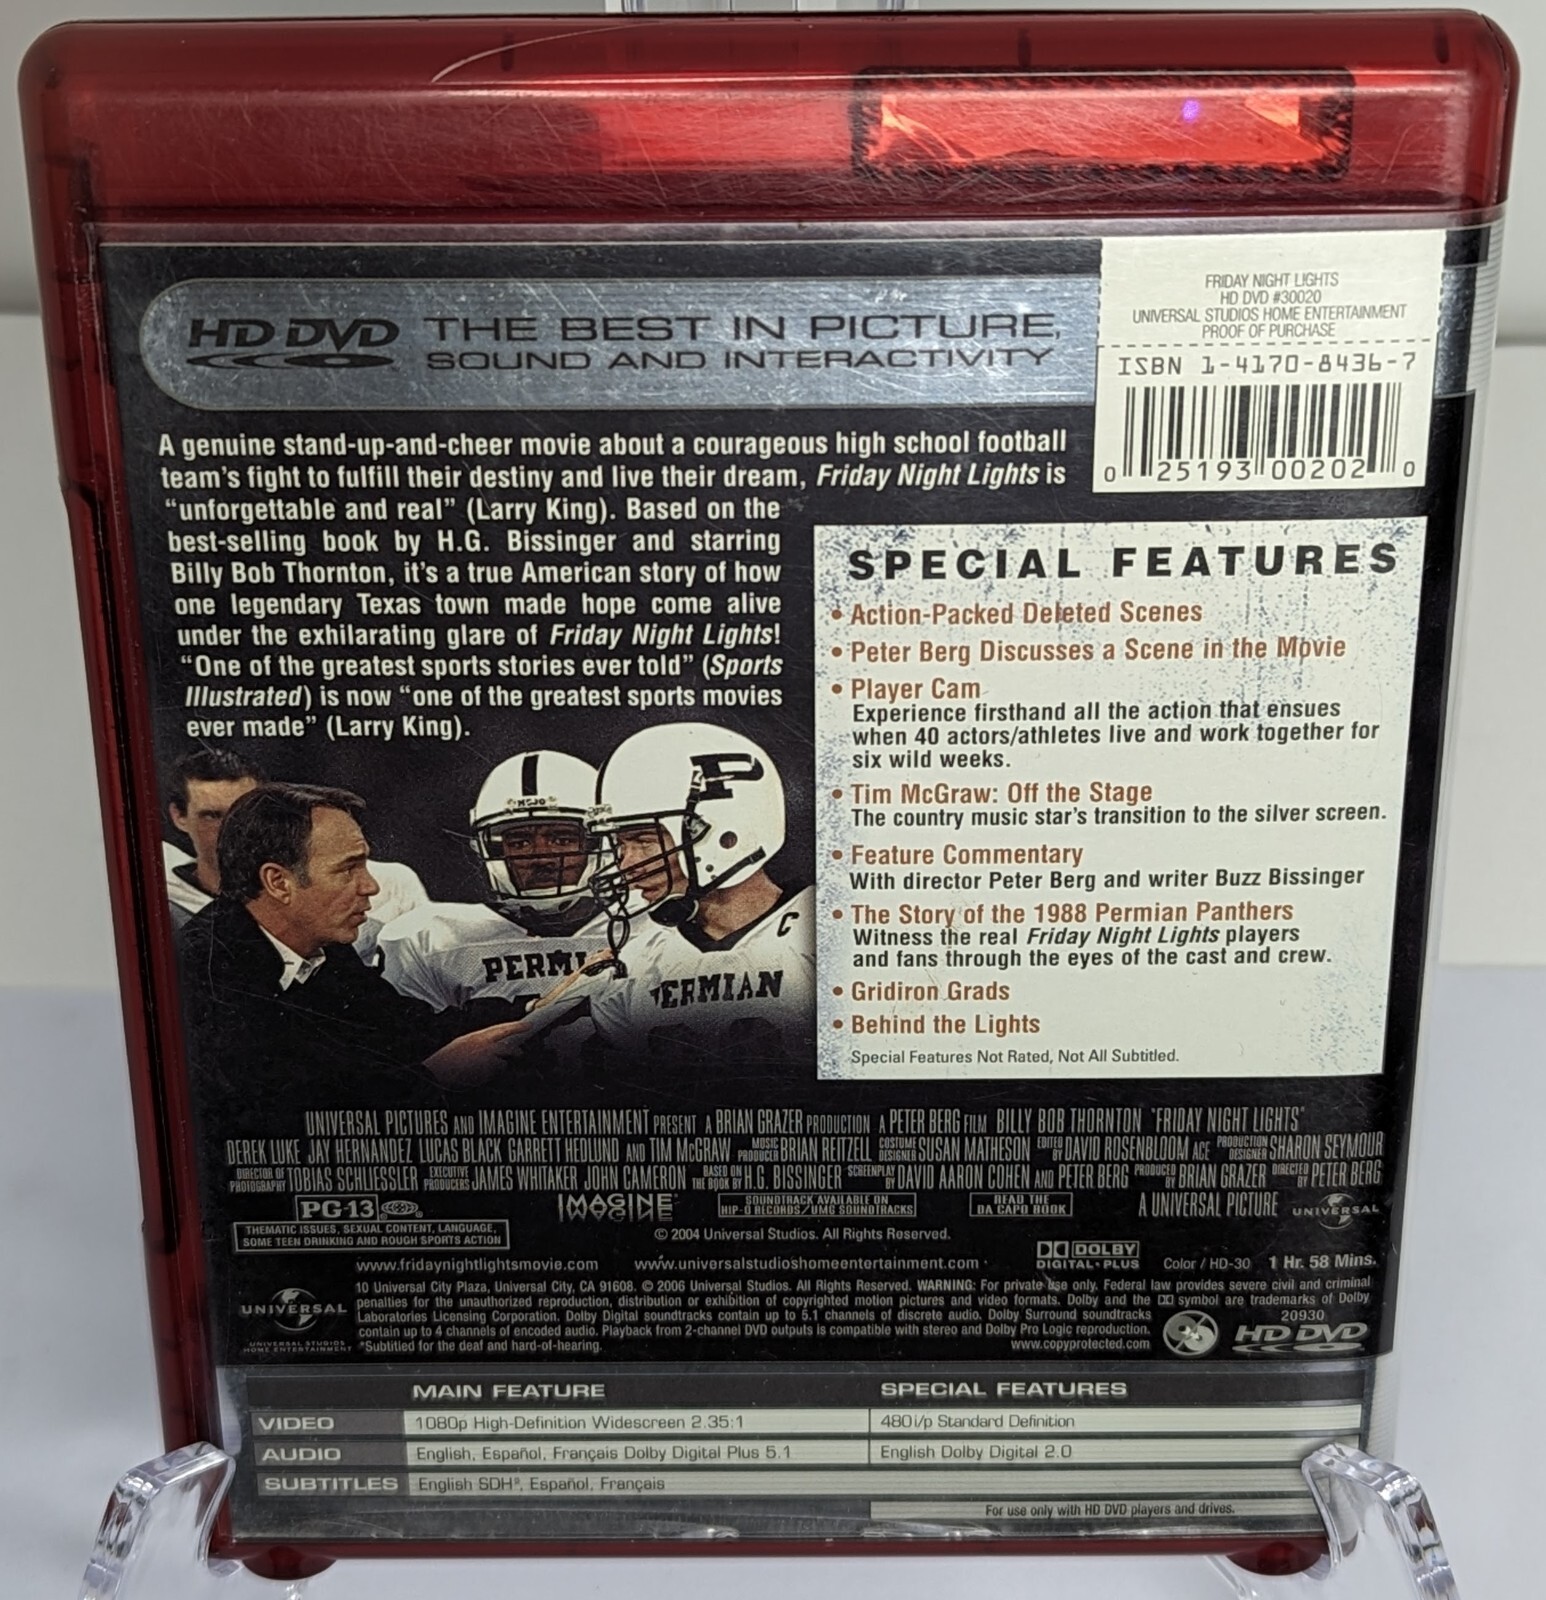 FRIDAY NIGHT LIGHTS
HD DVD #30020
UNIVERSAL STUDIOS HOME ENTERTAINMENT
PROOF OF PURCHASE
ISBN 1-4170-8436-7
0 25193 00202 0
HD DVD THE BEST IN PICTURE,
SOUND AND INTERACTIVITY
A genuine stand-up-and-cheer movie about a courageous high school football
team's fight to fulfill their destiny and live their dream, Friday Night Lights is
"unforgettable and real" (Larry King). Based on the
best-selling book by H.G. Bissinger and starring
Billy Bob Thornton, it's a true American story of how
one legendary Texas town made hope come alive
under the exhilarating glare of Friday Night Lights!
"One of the greatest sports stories ever told" (Sports
Illustrated) is now "one of the greatest sports movies
ever made" (Larry King).
MOJO
P
C
PERMI
PERMIAN
SPECIAL FEATURES
• Action-Packed Deleted Scenes
• Peter Berg Discusses a Scene in the Movie
• Player Cam
Experience firsthand all the action that ensues
when 40 actors/athletes live and work together for
six wild weeks.
• Tim McGraw: Off the Stage
The country music star's transition to the silver screen.
• Feature Commentary
With director Peter Berg and writer Buzz Bissinger
• The Story of the 1988 Permian Panthers
Witness the real Friday Night Lights players
and fans through the eyes of the cast and crew.
• Gridiron Grads
• Behind the Lights
Special Features Not Rated, Not All Subtitled.
UNIVERSAL PICTURES AND IMAGINE ENTERTAINMENT PRESENT A BRIAN GRAZER PRODUCTION A PETER BERG FILM BILLY BOB THORNTON "FRIDAY NIGHT LIGHTS"
DEREK LUKE JAY HERNANDEZ LUCAS BLACK GARRETT HEDLUND AND TIM McGRAW MUSIC PRODUCER BRIAN REITZELL COSTUME DESIGNER SUSAN MATHESON EDITED BY DAVID ROSENBLOOM ACE PRODUCTION DESIGNER SHARON SEYMOUR
DIRECTOR OF PHOTOGRAPHY TOBIAS SCHLIESSLER EXECUTIVE PRODUCERS JAMES WHITAKER JOHN CAMERON BASED ON THE BOOK BY H.G. BISSINGER SCREENPLAY BY DAVID AARON COHEN AND PETER BERG PRODUCED BY BRIAN GRAZER DIRECTED BY PETER BERG
PG-13
THEMATIC ISSUES, SEXUAL CONTENT, LANGUAGE,
SOME TEEN DRINKING AND ROUGH SPORTS ACTION
IMAGINE
SOUNDTRACK AVAILABLE ON
HIP-O RECORDS/UMG SOUNDTRACKS
READ THE
DA CAPO BOOK
A UNIVERSAL PICTURE UNIVERSAL
© 2004 Universal Studios. All Rights Reserved.
www.fridaynightlightsmovie.com www.universalstudioshomeentertainment.com
DOLBY
DIGITAL PLUS
Color / HD-30 1 Hr. 58 Mins.
UNIVERSAL
UNIVERSAL STUDIOS
HOME ENTERTAINMENT
10 Universal City Plaza, Universal City, CA 91608. © 2006 Universal Studios. All Rights Reserved. WARNING: For private use only. Federal law provides severe civil and criminal
penalties for the unauthorized reproduction, distribution or exhibition of copyrighted motion pictures and video formats. Dolby and the DD symbol are trademarks of Dolby
Laboratories Licensing Corporation. Dolby Digital soundtracks contain up to 5.1 channels of discrete audio. Dolby Surround soundtracks
contain up to 4 channels of encoded audio. Playback from 2-channel DVD outputs is compatible with stereo and Dolby Pro Logic reproduction.
*Subtitled for the deaf and hard-of-hearing.
www.copyprotected.com
20930
HD DVD
MAIN FEATURE SPECIAL FEATURES
VIDEO 1080p High-Definition Widescreen 2.35:1 480i/p Standard Definition
AUDIO English, Español, Français Dolby Digital Plus 5.1 English Dolby Digital 2.0
SUBTITLES English SDH*, Español, Français
For use only with HD DVD players and drives.